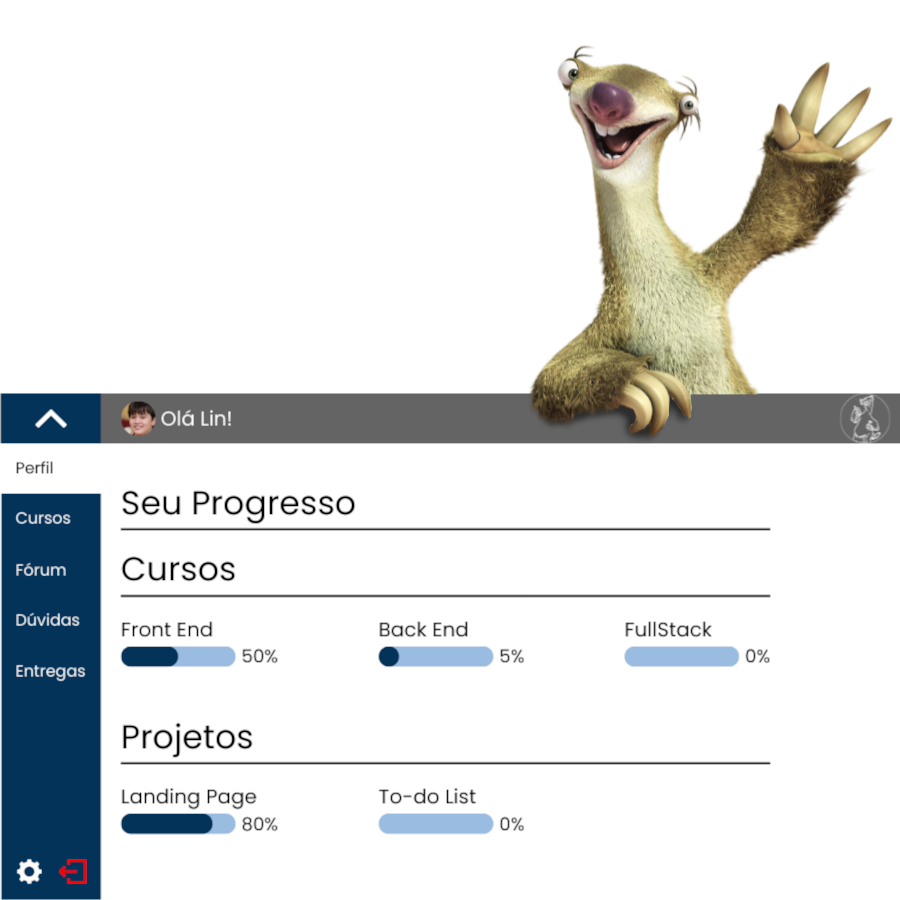 Olá Lin!
Perfil
Cursos
Fórum
Dúvidas
Entregas
Seu Progresso
Cursos
Front End
50%
Back End
5%
FullStack
0%
Projetos
Landing Page
80%
To-do List
0%